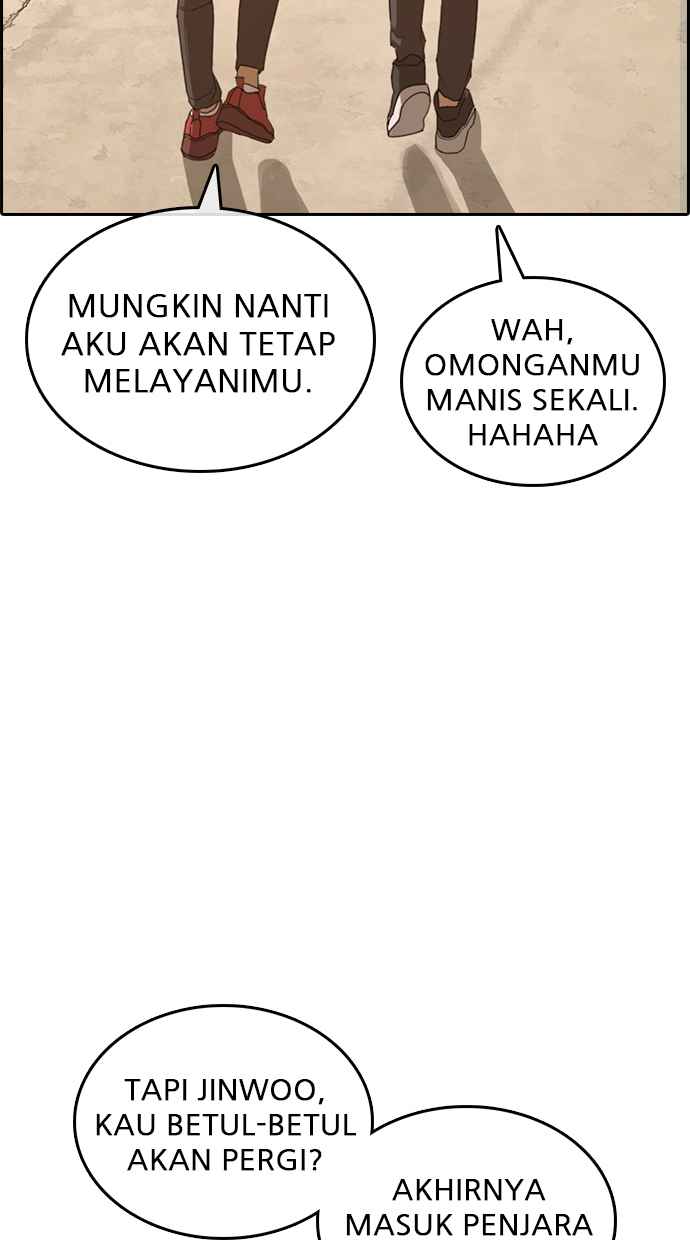 MUNGKIN NANTI
AKU AKAN TETAP
MELAYANIMU.
WAH,
OMONGANMU
MANIS SEKALI.
HAHAHA
TAPI JINWOO,
KAU BETUL-BETUL
AKAN PERGI?
AKHIRNYA
MASUK PENJARA